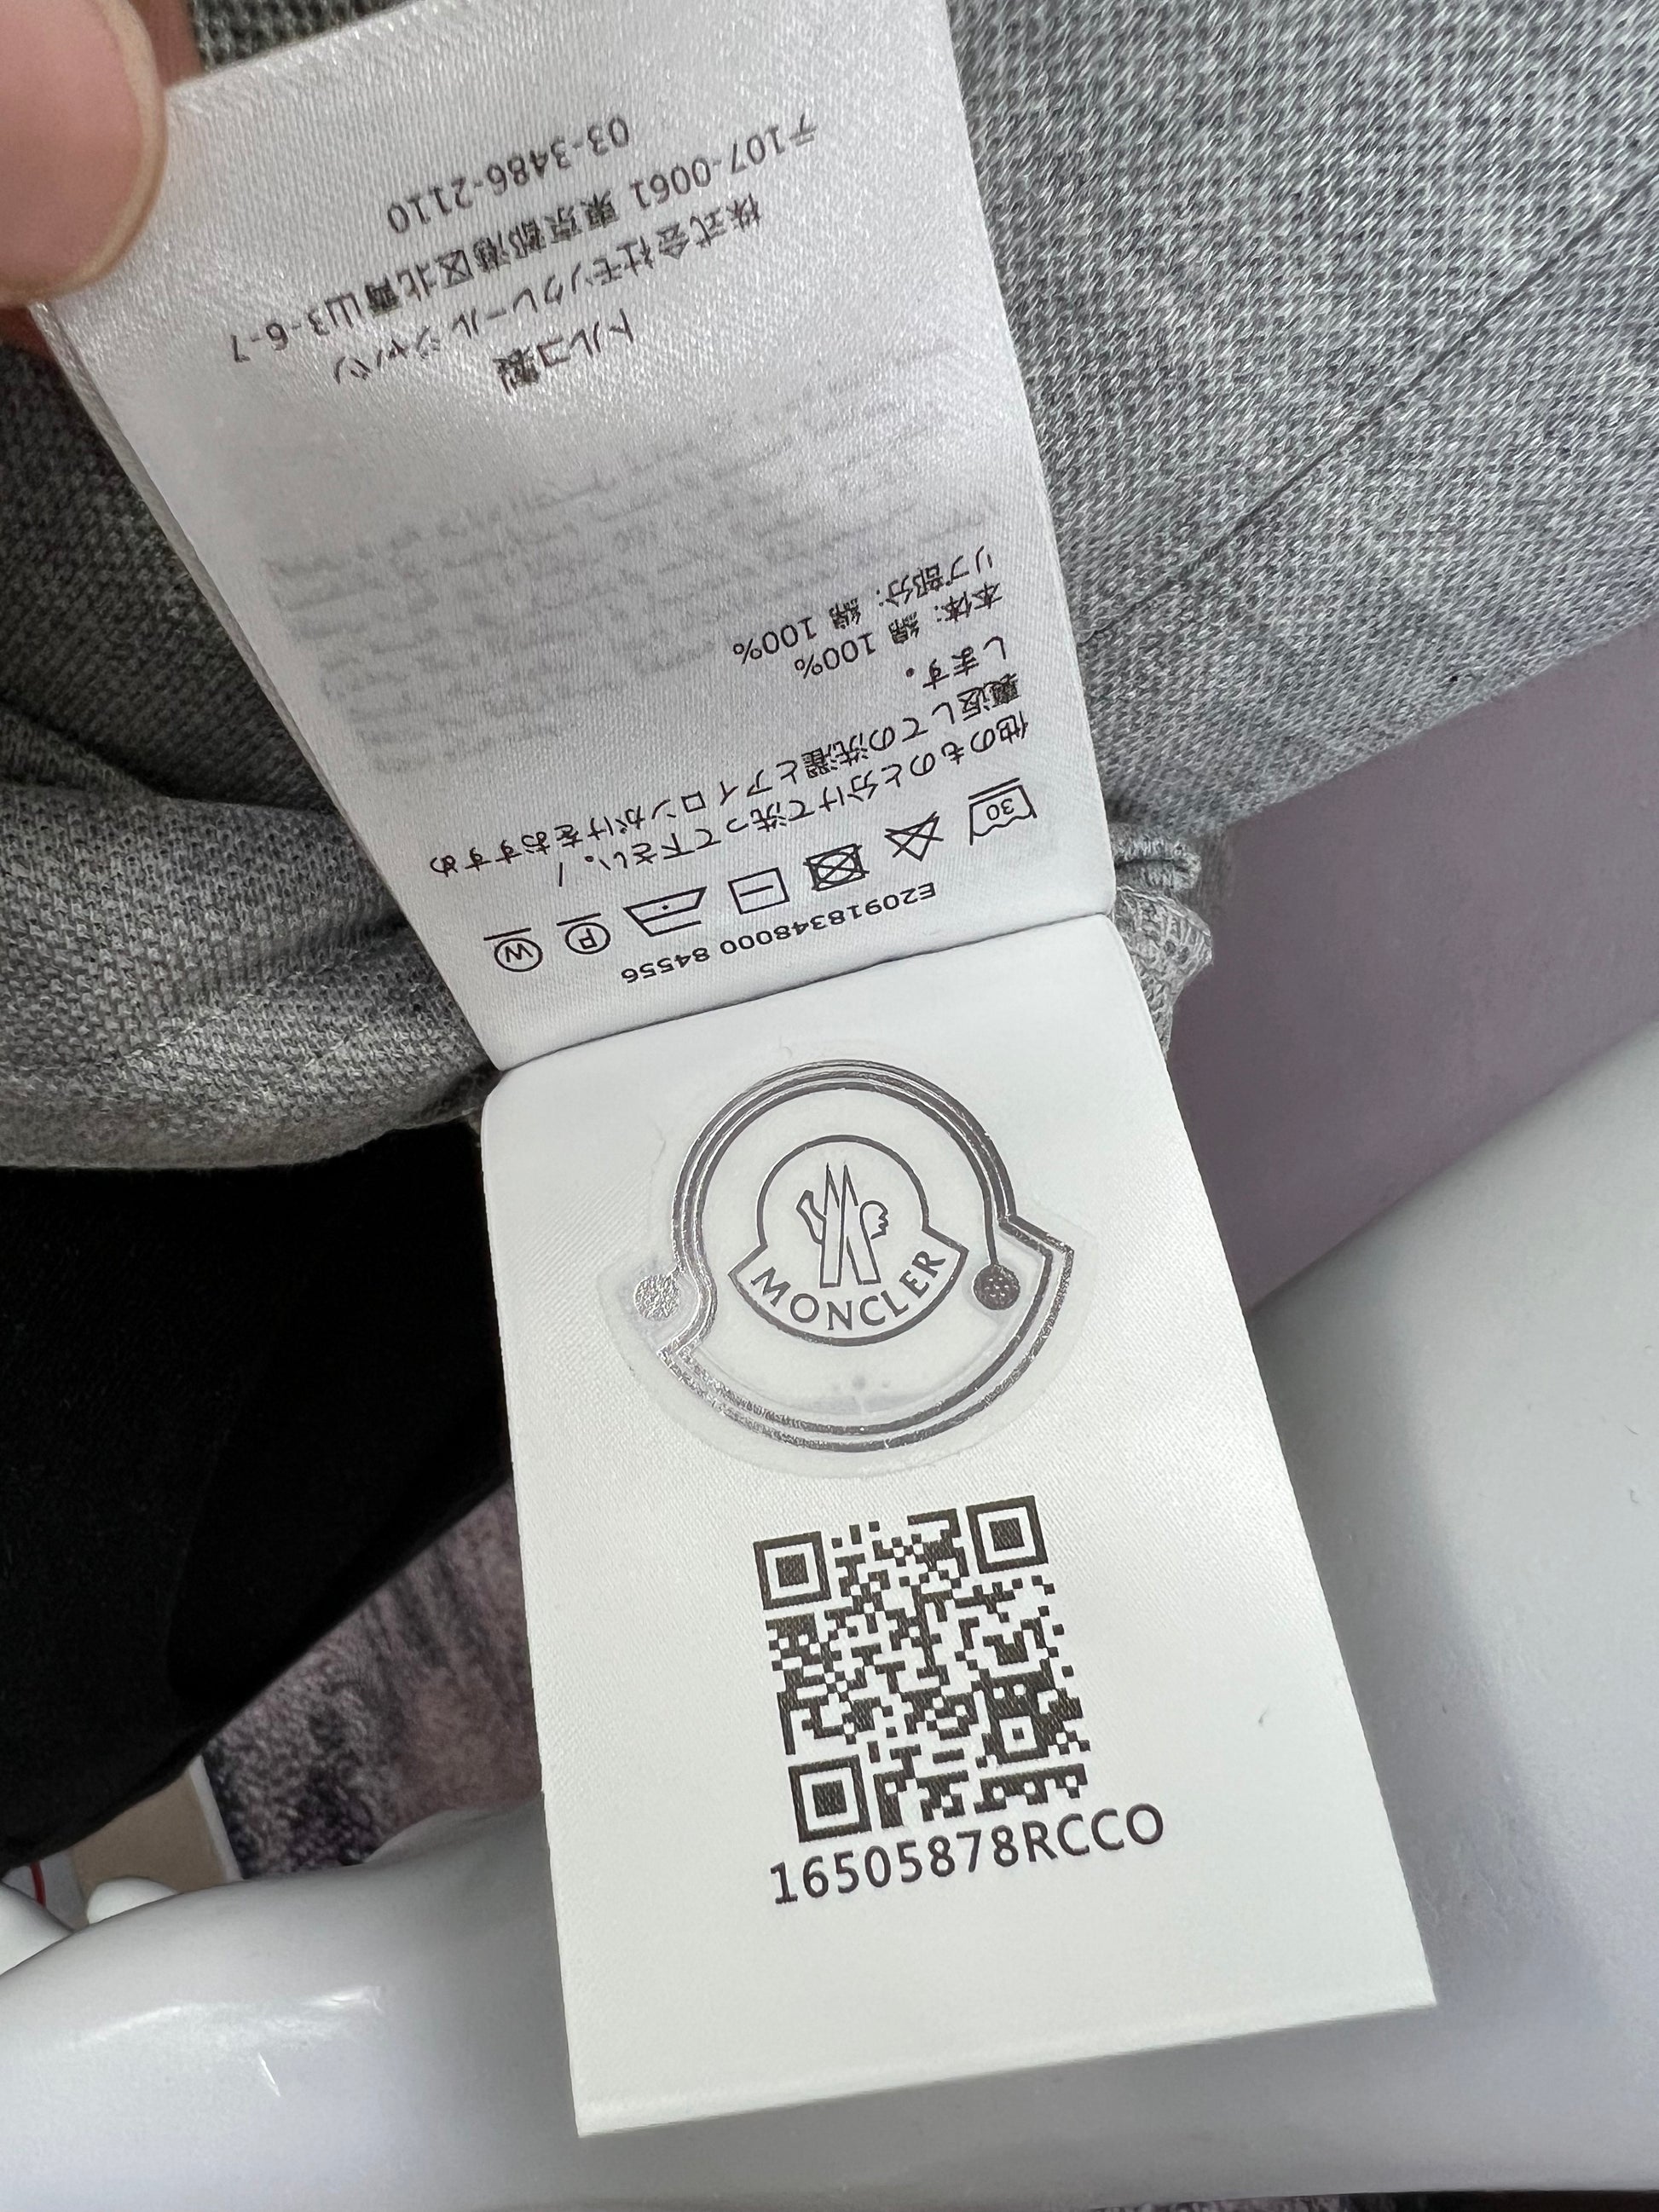 E20918348000 84556
30
P
W
他のものと分けて洗って下さい。/
裏返しての洗濯とアイロンがけをおすすめ
します。
本体: 綿 100%
リブ部分: 綿 100%
トルコ製
株式会社モンクレール ジャパン
〒107-0061 東京都港区北青山3-6-7
03-3486-2110
MONCLER
16505878RCCO